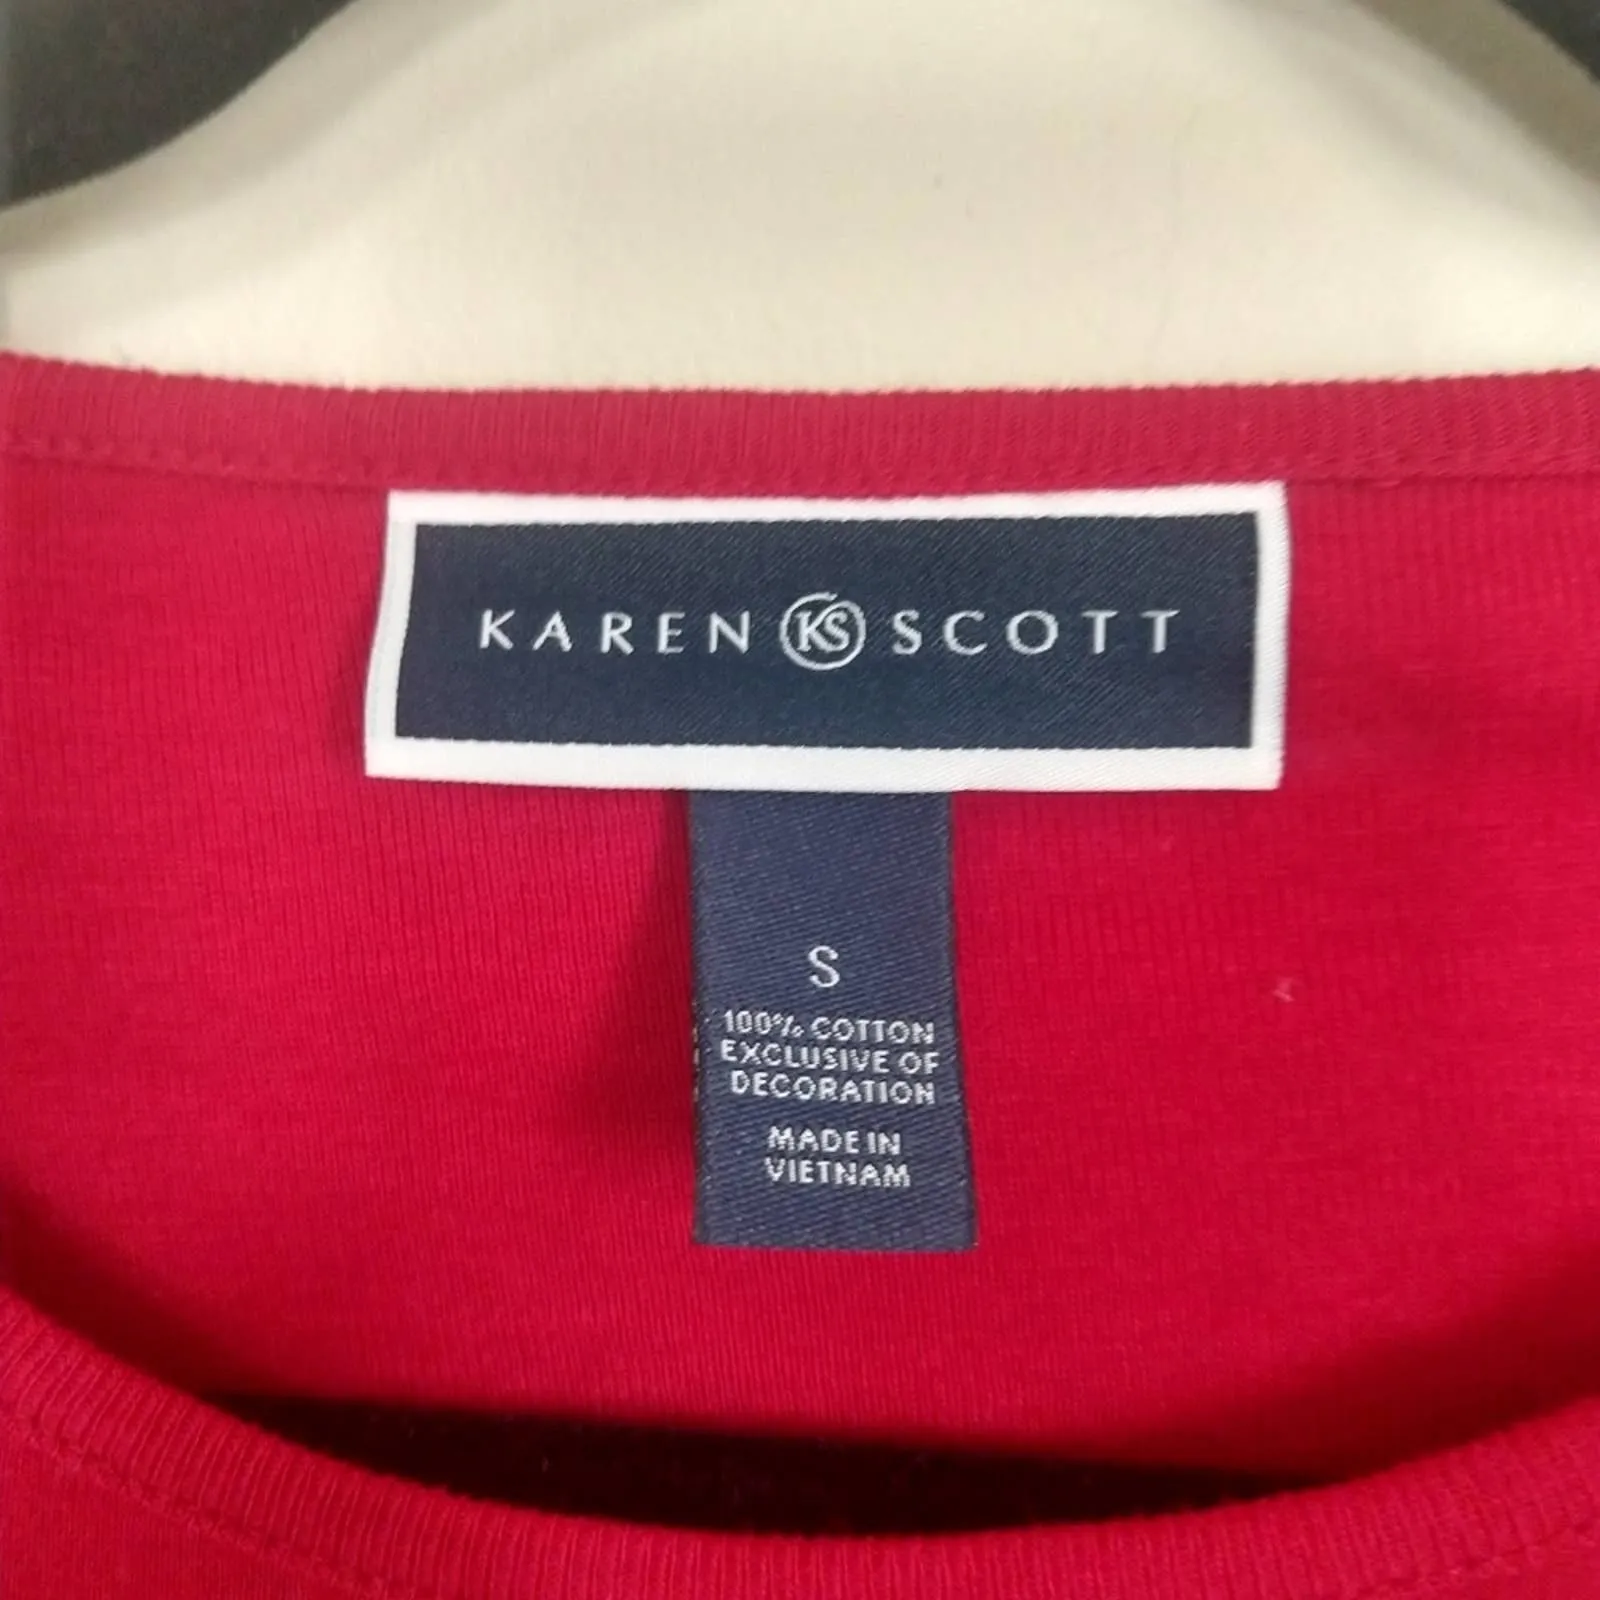 KAREN KS SCOTT
S
100% COTTON
EXCLUSIVE OF
DECORATION
MADE IN
VIETNAM